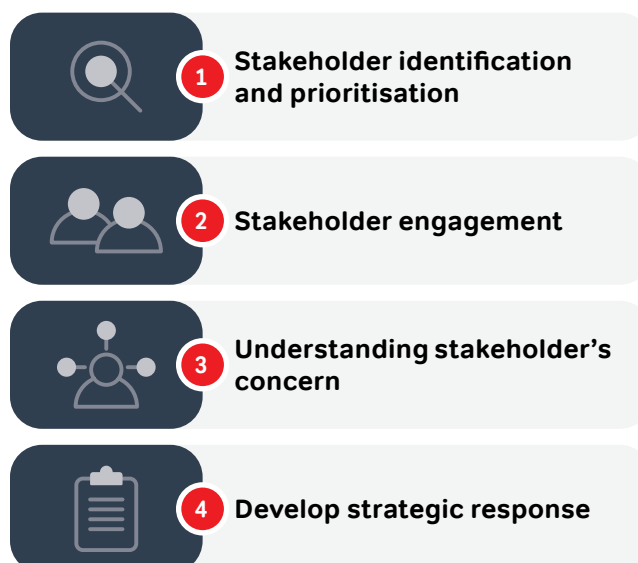 1
Stakeholder identification
and prioritisation
2
Stakeholder engagement
3
Understanding stakeholder’s
concern
4
Develop strategic response